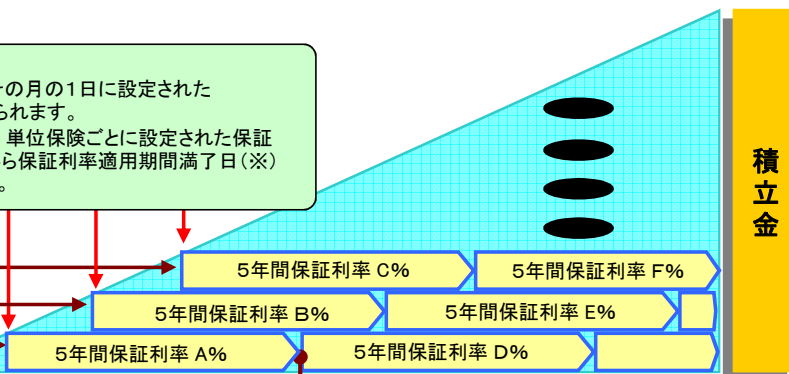 の月の1日に設定された
られます。
単位保険ごとに設定された保証
ら保証利率適用期間満了日(※)
。
積立金
5年間保証利率 C%
5年間保証利率 F%
5年間保証利率 B%
5年間保証利率 E%
5年間保証利率 A%
5年間保証利率 D%